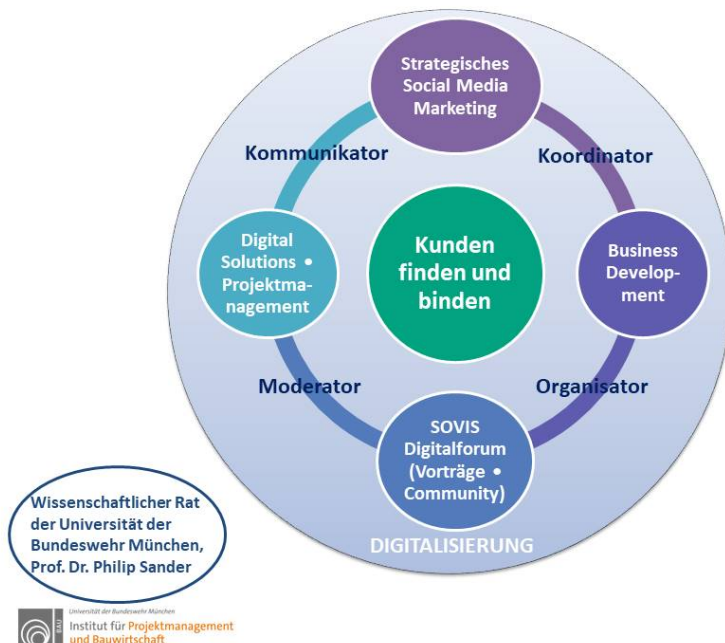 Strategisches
Social Media
Marketing
Kommunikator
Koordinator
Digital
Solutions •
Projektma-
nagement
Kunden
finden und
binden
Business
Develop-
ment
Moderator
Organisator
SOVIS
Digitalforum
(Vorträge •
Community)
DIGITALISIERUNG
Wissenschaftlicher Rat
der Universität der
Bundeswehr München,
Prof. Dr. Philip Sander
Universität der Bundeswehr München
BAU
Institut für Projektmanagement
und Bauwirtschaft